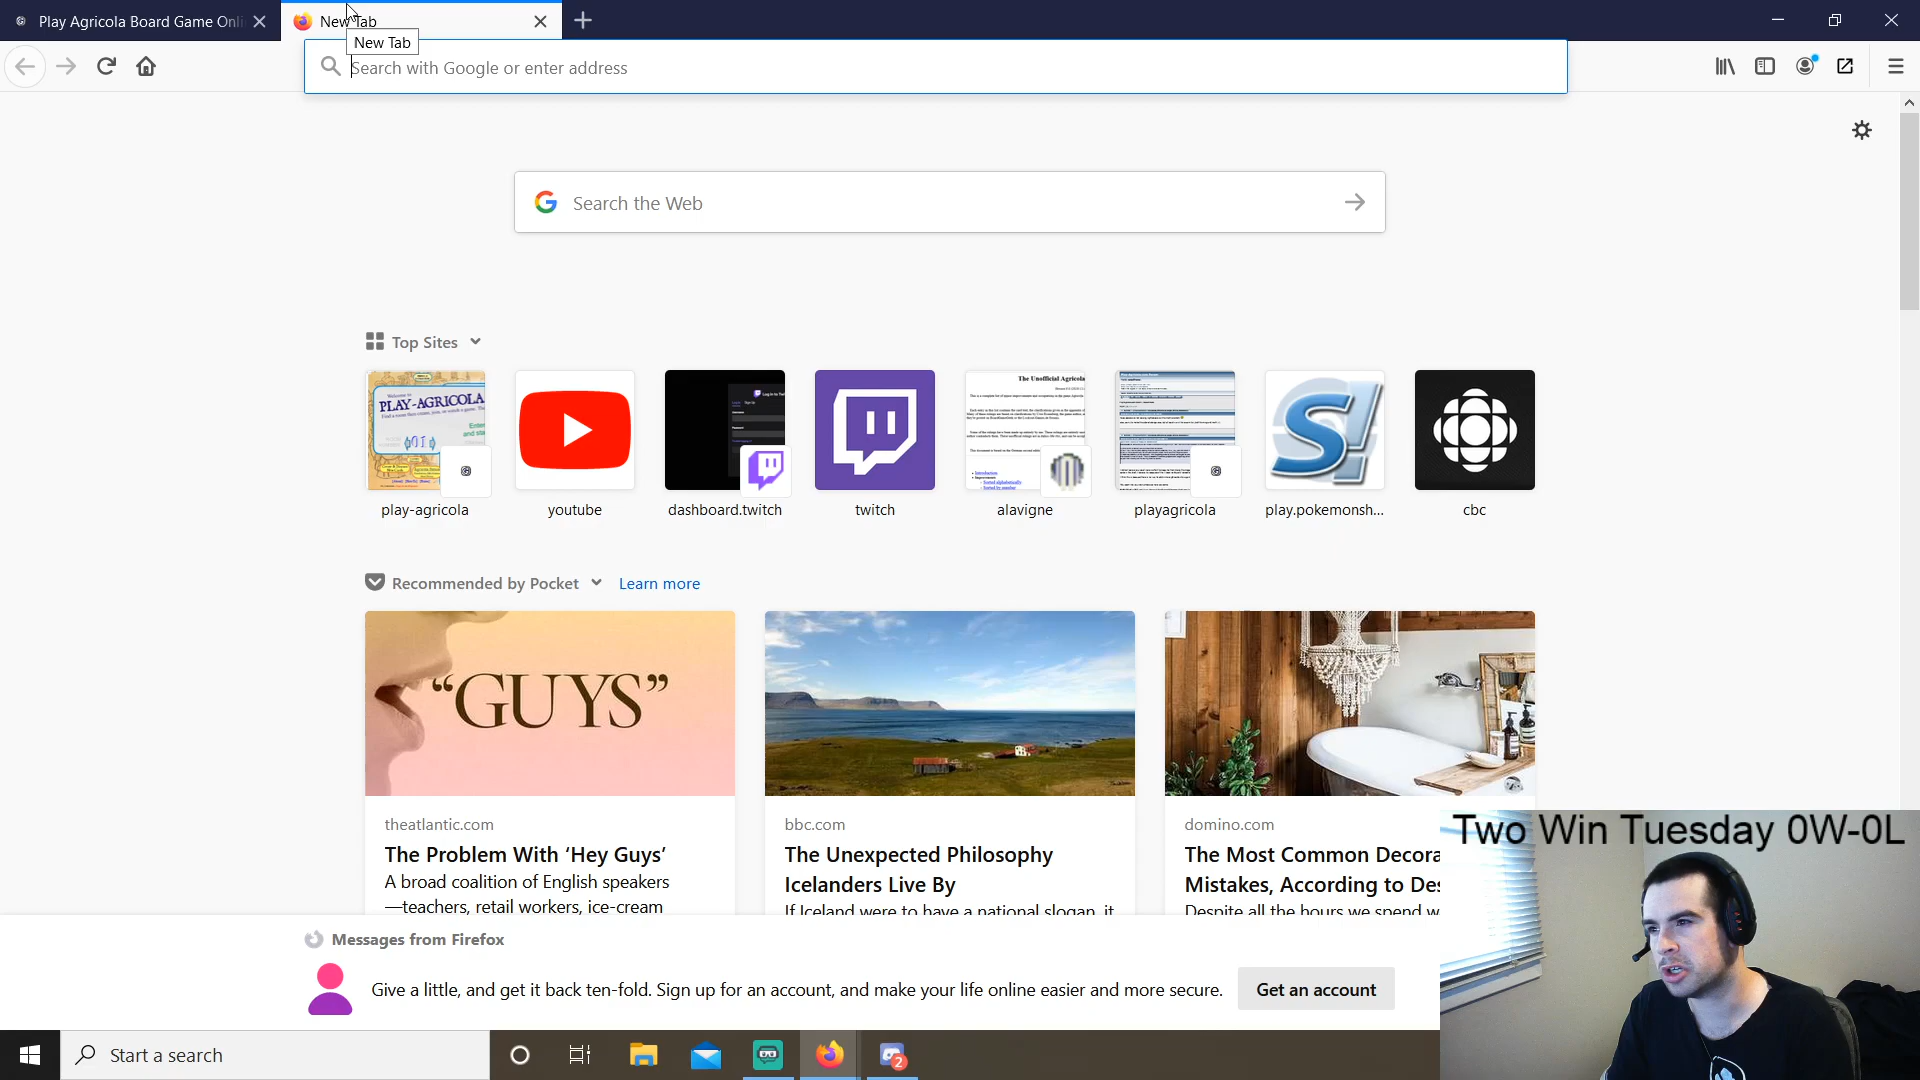 Play Agricola Board Game Onli
New Tab
New Tab
Search with Google or enter address
Search the Web
Top Sites
PLAY-AGRICOLA
The Unofficial Agricola
play-agricola
youtube
dashboard.twitch
twitch
alavigne
playagricola
play.pokemonsh...
cbc
Recommended by Pocket
Learn more
“GUYS”
theatlantic.com
The Problem With ‘Hey Guys’
A broad coalition of English speakers
—teachers, retail workers, ice-cream
bbc.com
The Unexpected Philosophy
Icelanders Live By
If Iceland were to have a national slogan, it
domino.com
The Most Common Decora
Mistakes, According to Des
Despite all the hours we spend w
Two Win Tuesday 0W-0L
Messages from Firefox
Give a little, and get it back ten-fold. Sign up for an account, and make your life online easier and more secure.
Get an account
Start a search
2